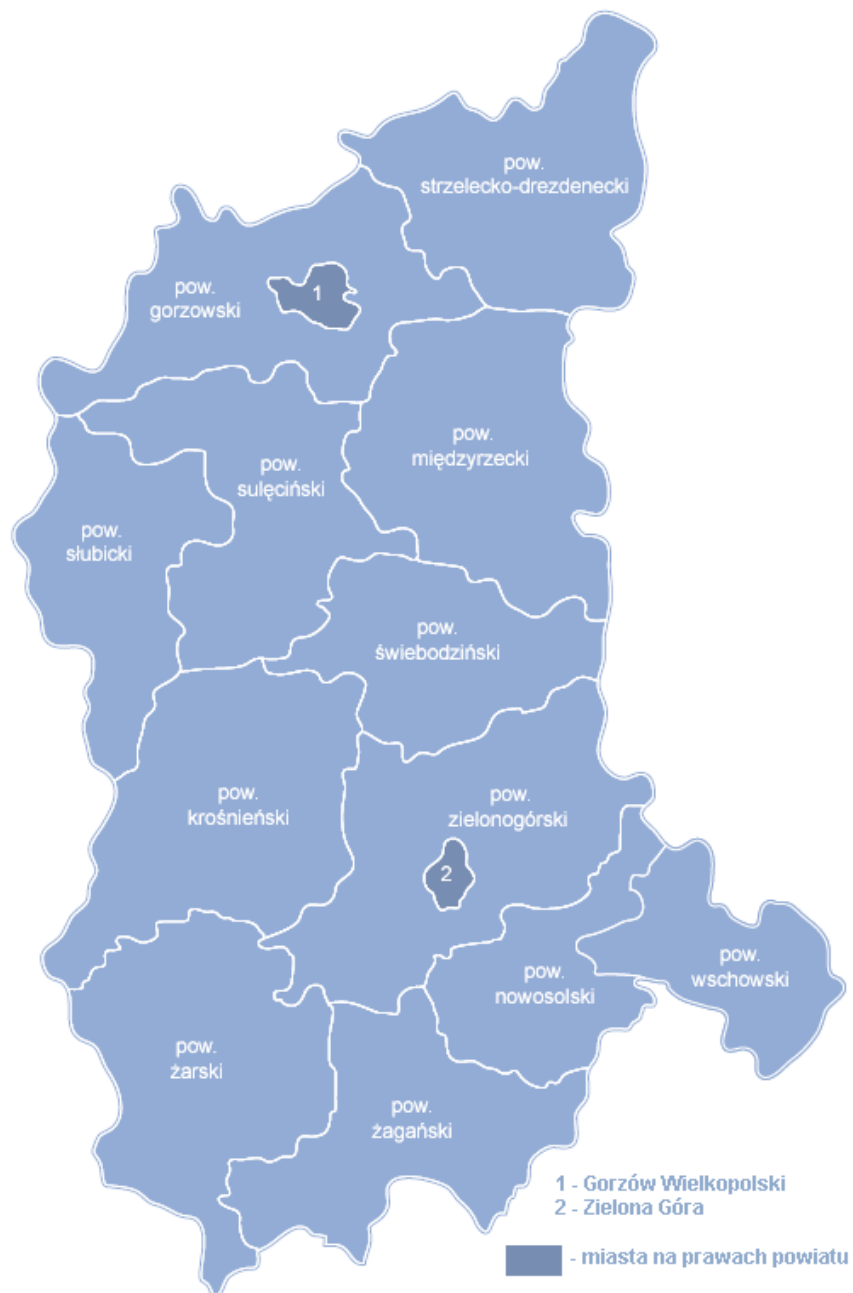 pow.
strzelecko-drezdenecki
pow.
gorzowski
1
pow.
międzyrzecki
pow.
sulęciński
pow.
słubicki
pow.
świebodziński
pow.
krośnieński
pow.
zielonogórski
2
pow.
wschowski
pow.
nowosolski
pow.
żarski
pow.
żagański
1 - Gorzów Wielkopolski
2 - Zielona Góra
- miasta na prawach powiatu